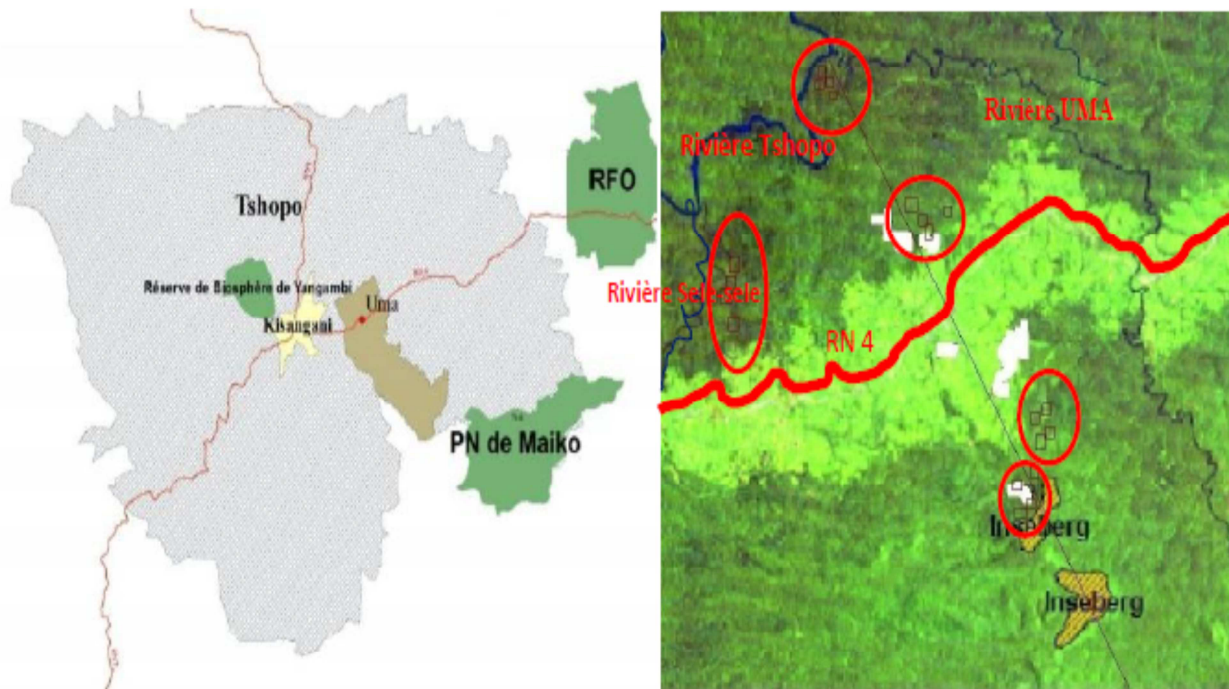 RFO
Tshopo
Réserve de Biosphère de Yangambi
Uma
Kisangani
PN de Maiko
Rivière UMA
Rivière Tshopo
Rivière Sele-sele
RN 4
Inseberg
Inseberg